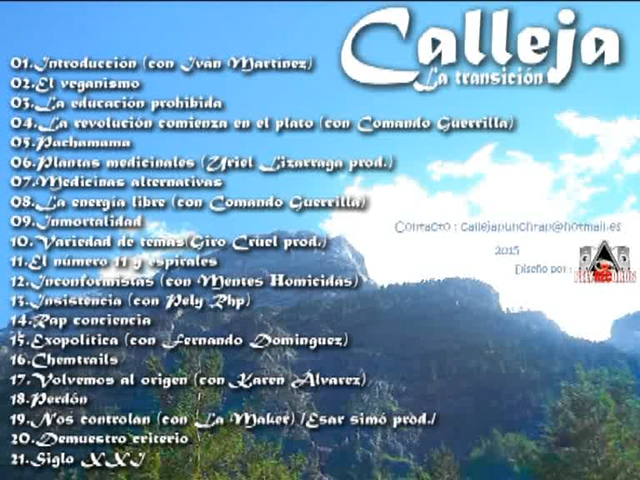 Calleja
La transición
01.Introducción (con Iván Martínez)
02.El veganismo
03.La educación prohibida
04.La revolución comienza en el plato (con Comando Guerrilla)
05.Pachamama
06.Plantas medicinales (Uriel Lizarraga prod.)
07.Medicinas alternativas
08.La energía libre (con Comando Guerrilla)
09.Inmortalidad
10.Variedad de temas(Giro Cruel prod.)
11.El número 11 y espirales
12.Inconformistas (con Mentes Homicidas)
13.Insistencia (con Pely Rhp)
14.Rap conciencia
15.Exopolítica (con Fernando Domínguez)
16.Chemtrails
17.Volvemos al origen (con Karen Álvarez)
18.Perdón
19.Nos controlan (con La Maker) /Esar simó prod./
20.Demuestro criterio
21.Siglo XXI
Contacto : callejapunchrap@hotmail.es
2015
Diseño por :